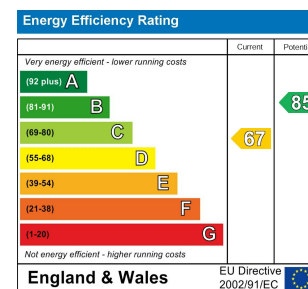 Energy Efficiency Rating
Current Potenti
Very energy efficient - lower running costs
(92 plus) A
(81-91) B
85
(69-80) C
67
(55-68) D
(39-54) E
(21-38) F
(1-20) G
Not energy efficient - higher running costs
England & Wales
EU Directive
2002/91/EC